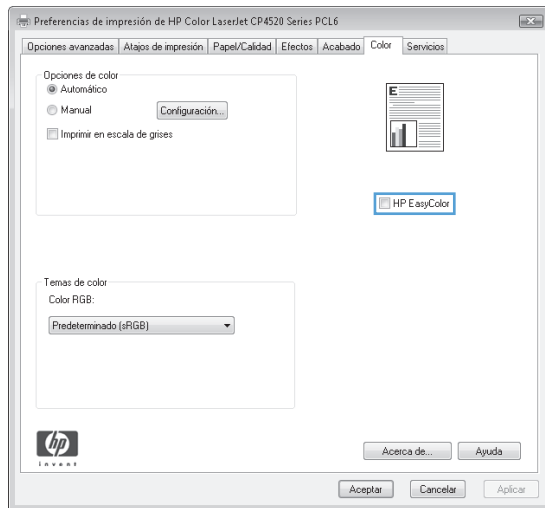 Preferencias de impresión de HP Color LaserJet CP4520 Series PCL6
Opciones avanzadas Atajos de impresión Papel/Calidad Efectos Acabado Color Servicios
Opciones de color
Automático
Manual Configuración...
Imprimir en escala de grises
E
HP EasyColor
Temas de color
Color RGB:
Predeterminado (sRGB)
hp
invent
Acerca de... Ayuda
Aceptar Cancelar Aplicar